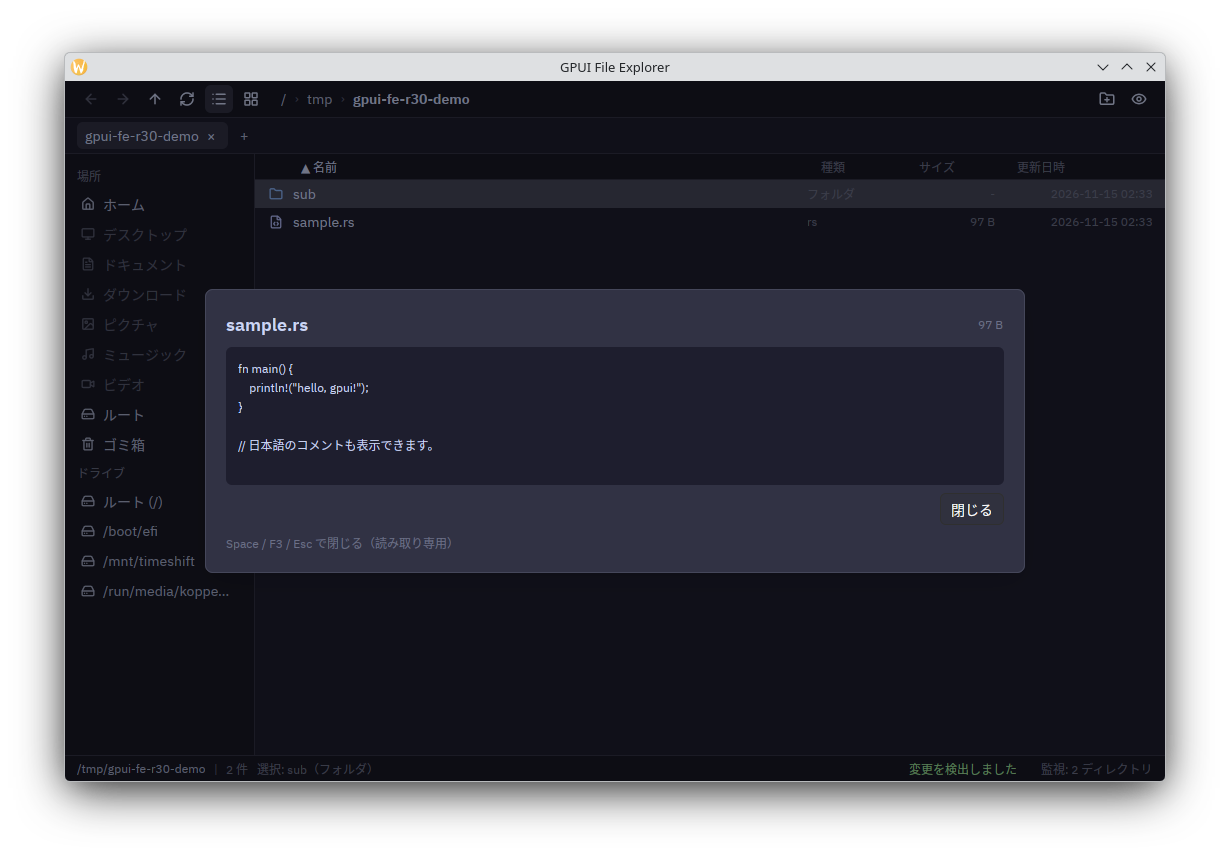 GPUI File Explorer
/ › tmp › gpui-fe-r30-demo
gpui-fe-r30-demo × +
場所
ホーム
デスクトップ
ドキュメント
ダウンロード
ピクチャ
ミュージック
ビデオ
ルート
ゴミ箱
ドライブ
ルート (/)
/boot/efi
/mnt/timeshift
/run/media/koppe...
▲名前 種類 サイズ 更新日時
sub フォルダ - 2026-11-15 02:33
sample.rs rs 97 B 2026-11-15 02:33
sample.rs 97 B
fn main() {
    println!("hello, gpui!");
}
// 日本語のコメントも表示できます。
閉じる
Space / F3 / Esc で閉じる（読み取り専用）
/tmp/gpui-fe-r30-demo | 2 件 選択: sub（フォルダ） 変更を検出しました 監視: 2 ディレクトリ